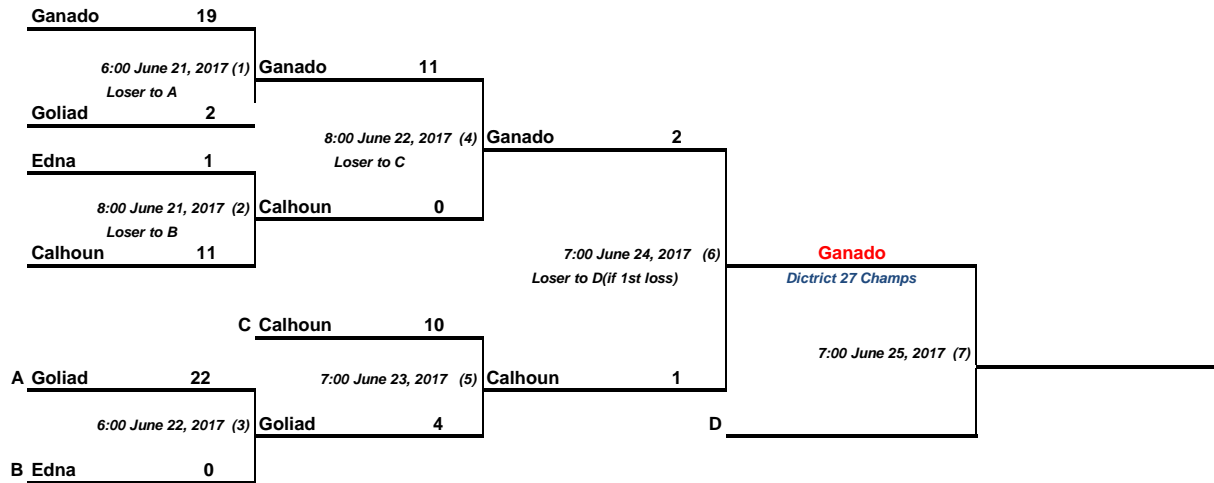 Ganado 19
6:00 June 21, 2017 (1) Ganado 11
Loser to A
Goliad 2
8:00 June 22, 2017 (4) Ganado 2
Edna 1
Loser to C
8:00 June 21, 2017 (2) Calhoun 0
Loser to B
Calhoun 11
7:00 June 24, 2017 (6) Ganado
Loser to D(if 1st loss) Dictrict 27 Champs
C Calhoun 10
7:00 June 25, 2017 (7)
A Goliad 22
7:00 June 23, 2017 (5) Calhoun 1
6:00 June 22, 2017 (3) Goliad 4
D
B Edna 0